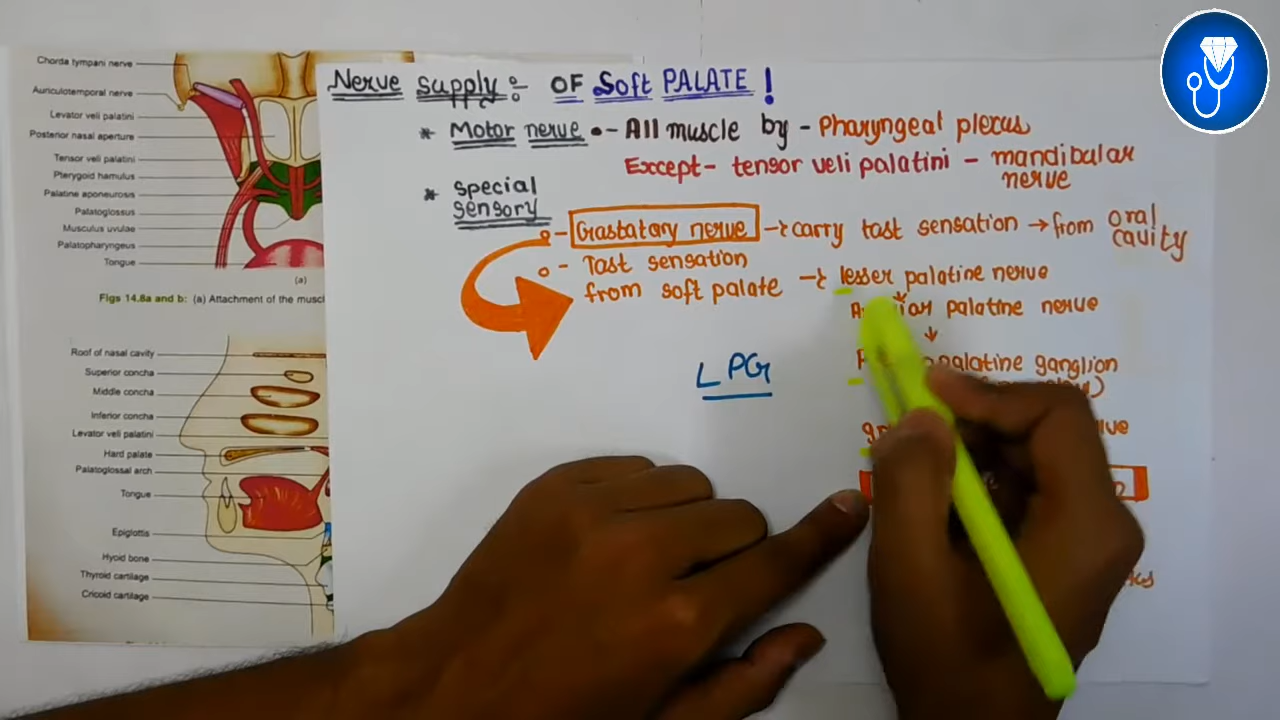 Chorda tympani nerve
Auriculotemporal nerve
Levator veli palatini
Posterior nasal aperture
Tensor veli palatini
Pterygoid hamulus
Palatine aponeurosis
Palatoglossus
Musculus uvulae
Palatopharyngeus
Tongue
(a)
Figs 14.8a and b: (a) Attachment of the muscl
Roof of nasal cavity
Superior concha
Middle concha
Inferior concha
Levator veli palatini
Hard palate
Palatoglossal arch
Tongue
Epiglottis
Hyoid bone
Thyroid cartilage
Cricoid cartilage
Nerve supply :- OF Soft PALATE !
* Motor nerve •- All muscle by - Pharyngeal plexus
Except - tensor veli palatini - mandibular
nerve
* special
sensory
- Gastatary nerve → carry tast sensation → from oral
cavity
- Tast sensation
from soft palate → lesser palatine nerve
palatine nerve
palatine ganglion
LPG